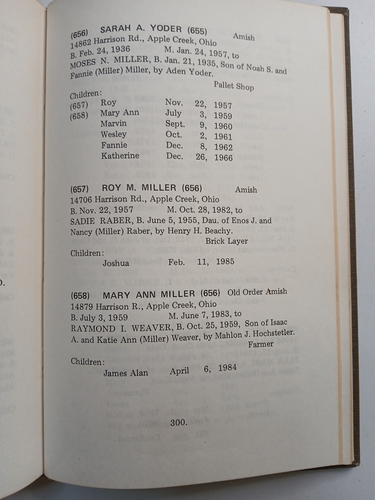 (656) SARAH A. YODER (655) Amish
14862 Harrison Rd., Apple Creek, Ohio
B. Feb. 24, 1936 M. Jan. 24, 1957, to
MOSES N. MILLER, B. Jan. 21, 1935, Son of Noah S. and
Fannie (Miller) Miller, by Aden Yoder.
Pallet Shop
Children:
(657) Roy Nov. 22, 1957
(658) Mary Ann July 3, 1959
Marvin Sept. 9, 1960
Wesley Oct. 2, 1961
Fannie Dec. 8, 1962
Katherine Dec. 26, 1966
(657) ROY M. MILLER (656) Amish
14706 Harrison Rd., Apple Creek, Ohio
B. Nov. 22, 1957 M. Oct. 28, 1982, to
SADIE RABER, B. June 5, 1955, Dau. of Enos J. and
Nancy (Miller) Raber, by Henry H. Beachy.
Brick Layer
Children:
Joshua Feb. 11, 1985
(658) MARY ANN MILLER (656) Old Order Amish
14879 Harrison R., Apple Creek, Ohio
B. July 3, 1959 M. June 7, 1983, to
RAYMOND I. WEAVER, B. Oct. 25, 1959, Son of Isaac
A. and Katie Ann (Miller) Weaver, by Mahlon J. Hochstetler.
Farmer
Children:
James Alan April 6, 1984
300.